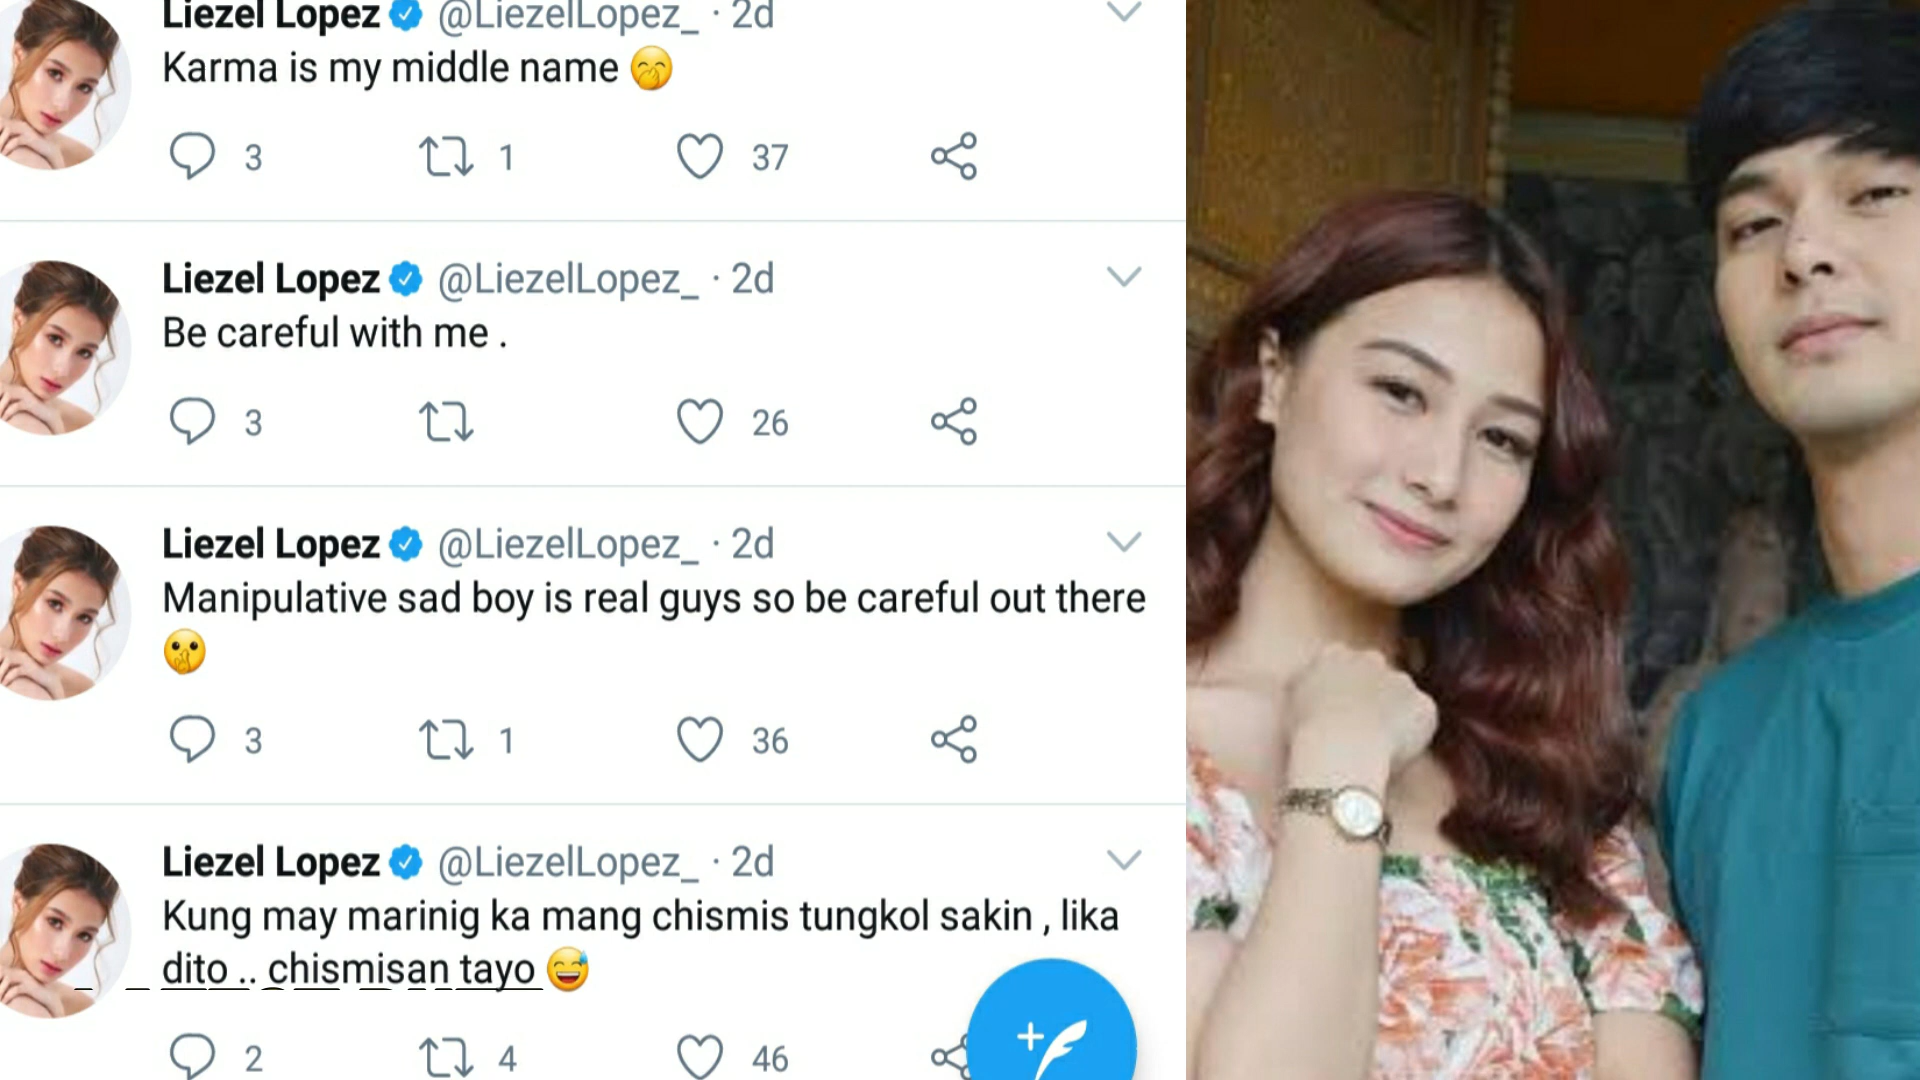 Liezel Lopez @LiezelLopez_ · 2d
Karma is my middle name 🤭
3 1 37
Liezel Lopez @LiezelLopez_ · 2d
Be careful with me .
3 26
Liezel Lopez @LiezelLopez_ · 2d
Manipulative sad boy is real guys so be careful out there
🤫
3 1 36
Liezel Lopez @LiezelLopez_ · 2d
Kung may marinig ka mang chismis tungkol sakin , lika
dito .. chismisan tayo 😅
2 4 46